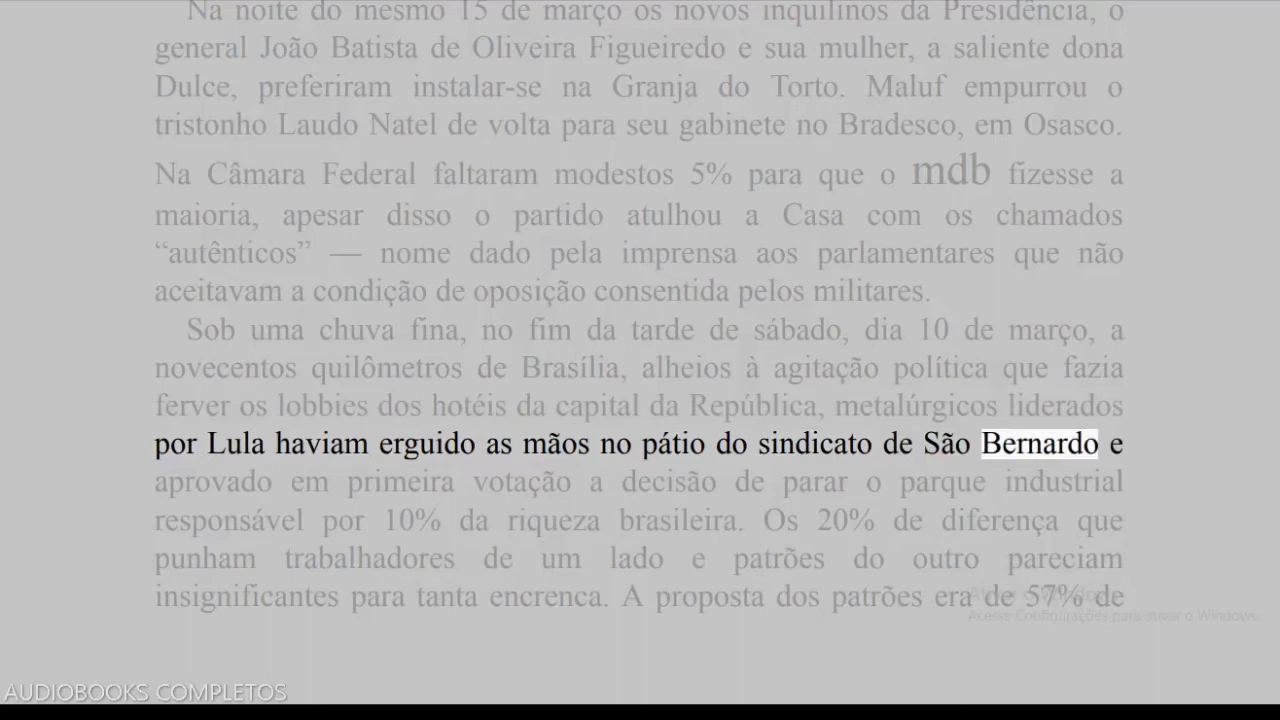 Na noite do mesmo 15 de março os novos inquilinos da Presidência, o
general João Batista de Oliveira Figueiredo e sua mulher, a saliente dona
Dulce, preferiram instalar-se na Granja do Torto. Maluf empurrou o
tristonho Laudo Natel de volta para seu gabinete no Bradesco, em Osasco.
Na Câmara Federal faltaram modestos 5% para que o mdb fizesse a
maioria, apesar disso o partido atulhou a Casa com os chamados
“autênticos” — nome dado pela imprensa aos parlamentares que não
aceitavam a condição de oposição consentida pelos militares.
Sob uma chuva fina, no fim da tarde de sábado, dia 10 de março, a
novecentos quilômetros de Brasília, alheios à agitação política que fazia
ferver os lobbies dos hotéis da capital da República, metalúrgicos liderados
por Lula haviam erguido as mãos no pátio do sindicato de São Bernardo e
aprovado em primeira votação a decisão de parar o parque industrial
responsável por 10% da riqueza brasileira. Os 20% de diferença que
punham trabalhadores de um lado e patrões do outro pareciam
insignificantes para tanta encrenca. A proposta dos patrões era de 57% de
Acesse Configurações para ativar o Windows.
AUDIOBOOKS COMPLETOS